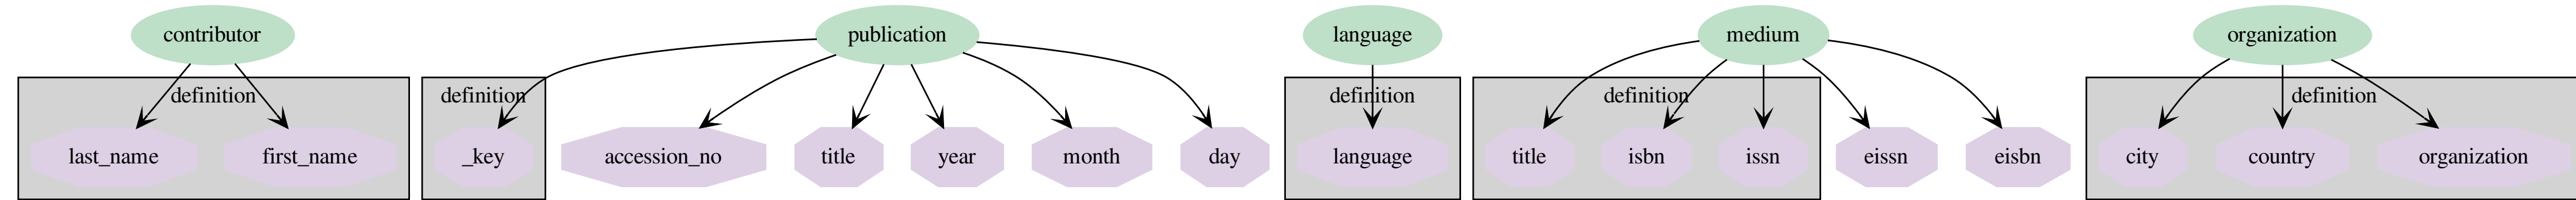 contributor
publication
language
medium
organization
definition
definition
definition
definition
definition
last_name
first_name
_key
accession_no
title
year
month
day
language
title
isbn
issn
eissn
eisbn
city
country
organization